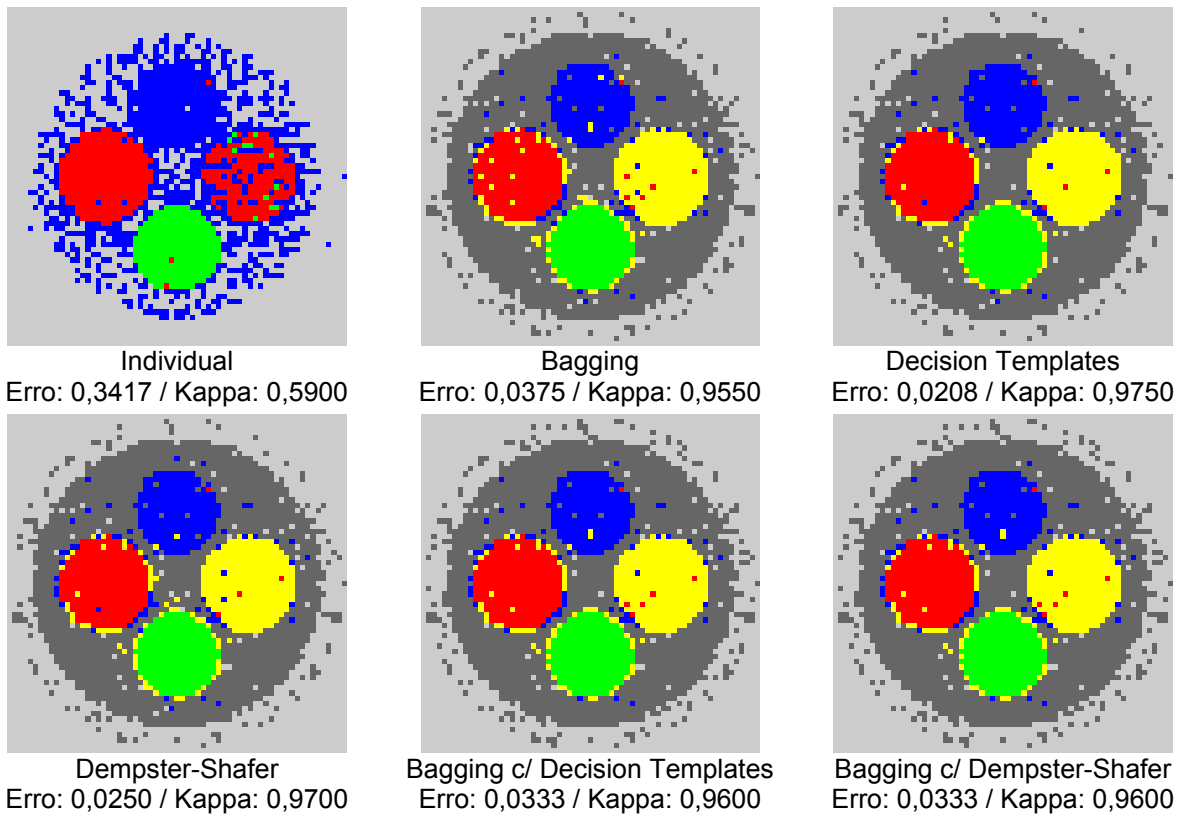 Individual
Erro: 0,3417 / Kappa: 0,5900
Bagging
Erro: 0,0375 / Kappa: 0,9550
Decision Templates
Erro: 0,0208 / Kappa: 0,9750
Dempster-Shafer
Erro: 0,0250 / Kappa: 0,9700
Bagging c/ Decision Templates
Erro: 0,0333 / Kappa: 0,9600
Bagging c/ Dempster-Shafer
Erro: 0,0333 / Kappa: 0,9600